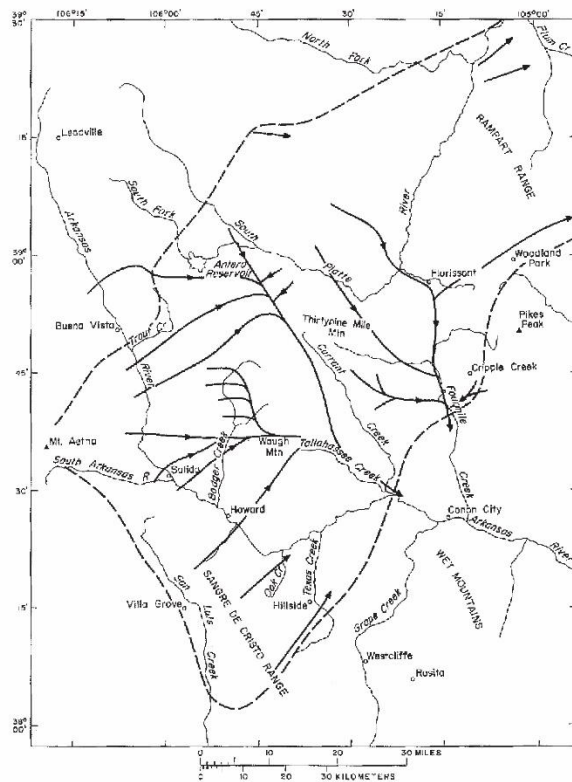 106°15'
106°00'
45'
30'
15'
105°00'
39°
30'
North
Fork
Plum Cr
Leadville
15'
RAMPART RANGE
South Fork
Arkansas
South
River
39°
00'
Antero
Reservoir
Platte
Florissant
Woodland
Park
Buena Vista
Trout Cr
Thirtynine Mile
Mtn
Pikes
Peak
River
Currant
Creek
45'
Cripple Creek
Fourmile
Creek
Mt. Aetna
Badger Creek
Waugh
Mtn
Tallahassee Creek
South Arkansas R
Salida
30'
Howard
Canon City
Arkansas
River
Oak Cr
Texas Creek
San
Luis
Creek
SANGRE DE CRISTO RANGE
Villa Grove
Hillside
15'
Grape Creek
WET MOUNTAINS
Westcliffe
Rosita
00'
0 10 20 30 MILES
0 10 20 30 KILOMETERS